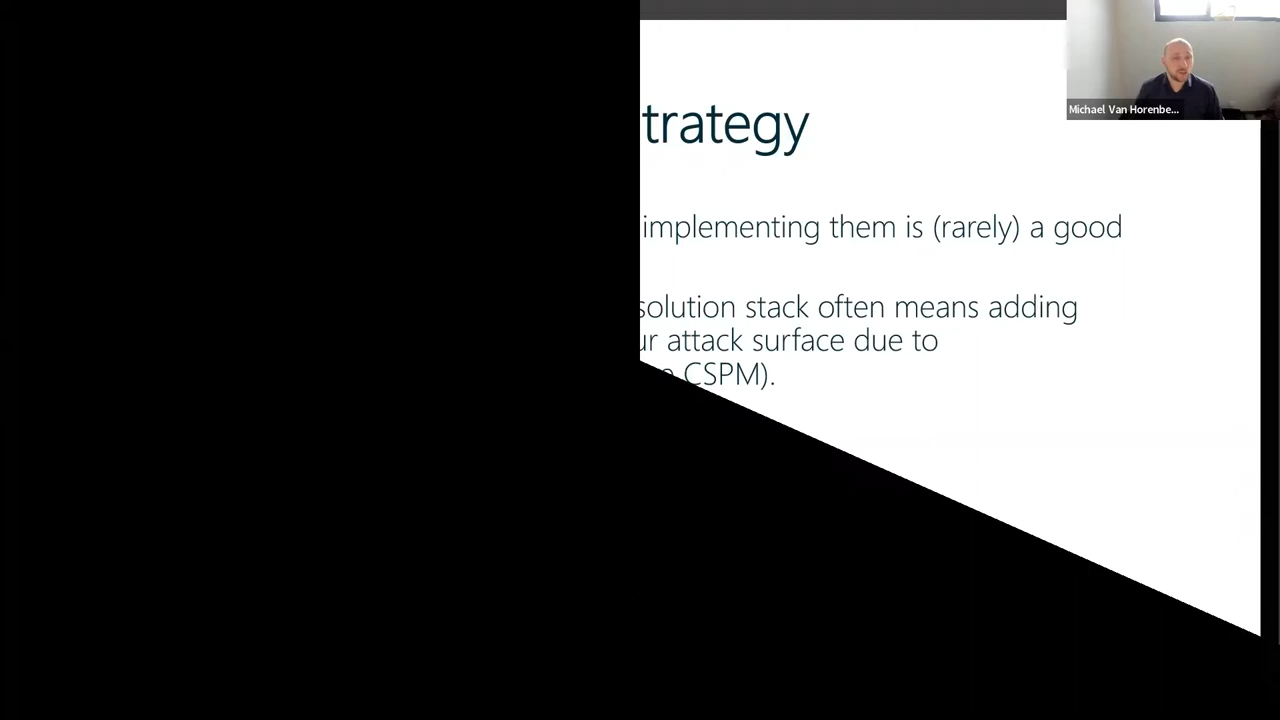 Michael Van Horenbe...
trategy
implementing them is (rarely) a good
solution stack often means adding
ur attack surface due to
CSPM).